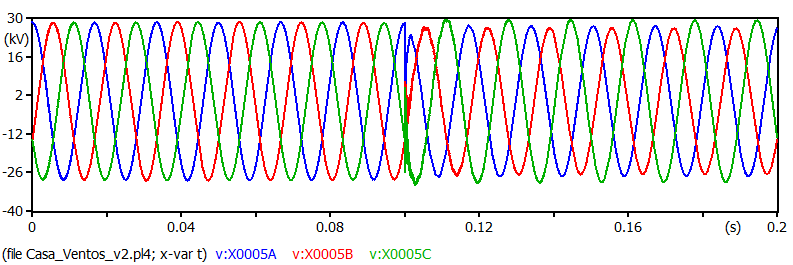 30
(kV)
16
2
-12
-26
-40
0 0.04 0.08 0.12 0.16 (s) 0.2
(file Casa_Ventos_v2.pl4; x-var t) v:X0005A v:X0005B v:X0005C